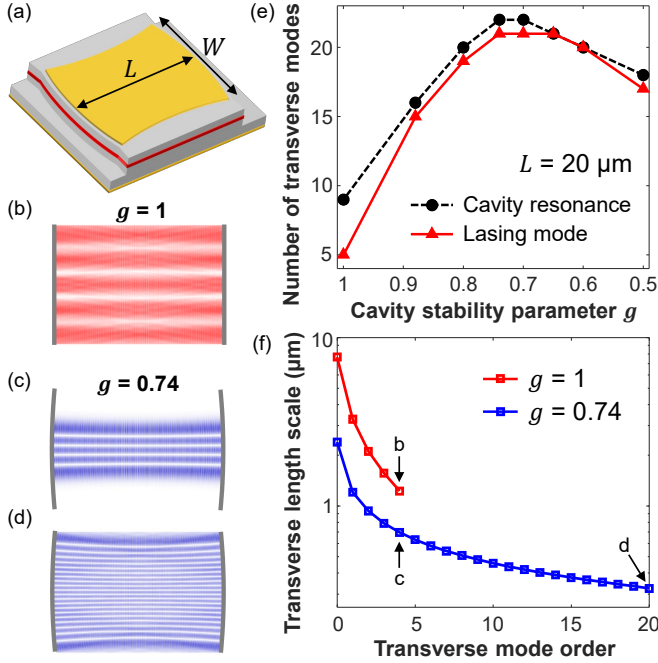 (a)
L
W
(b)
g = 1
(c)
g = 0.74
(d)
(e)
Number of transverse modes
20
15
10
5
L = 20 μm
Cavity resonance
Lasing mode
1
0.9
0.8
0.7
0.6
0.5
Cavity stability parameter g
(f)
Transverse length scale (μm)
10
1
g = 1
g = 0.74
b
c
d
0
5
10
15
20
Transverse mode order